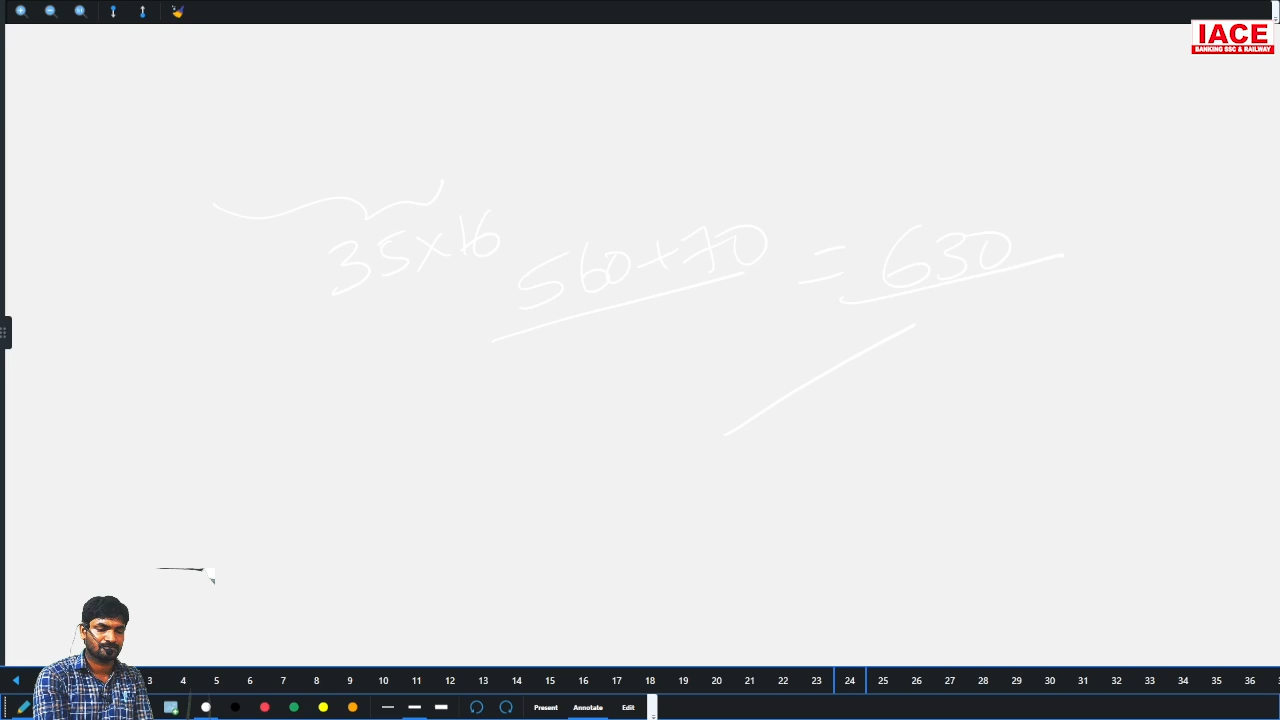 IACE
BANKING SSC & RAILWAY
35×16
560+70 = 630
3 4 5 6 7 8 9 10 11 12 13 14 15 16 17 18 19 20 21 22 23 24 25 26 27 28 29 30 31 32 33 34 35 36
Present Annotate Edit